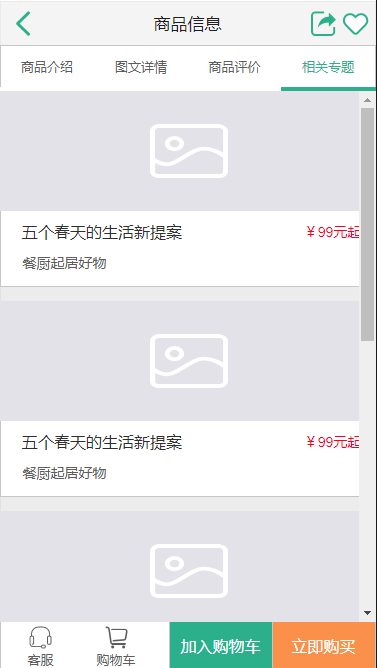 商品信息
商品介绍 图文详情 商品评价 相关专题
五个春天的生活新提案 ￥99元起
餐厨起居好物
五个春天的生活新提案 ￥99元起
餐厨起居好物
客服 购物车 加入购物车 立即购买